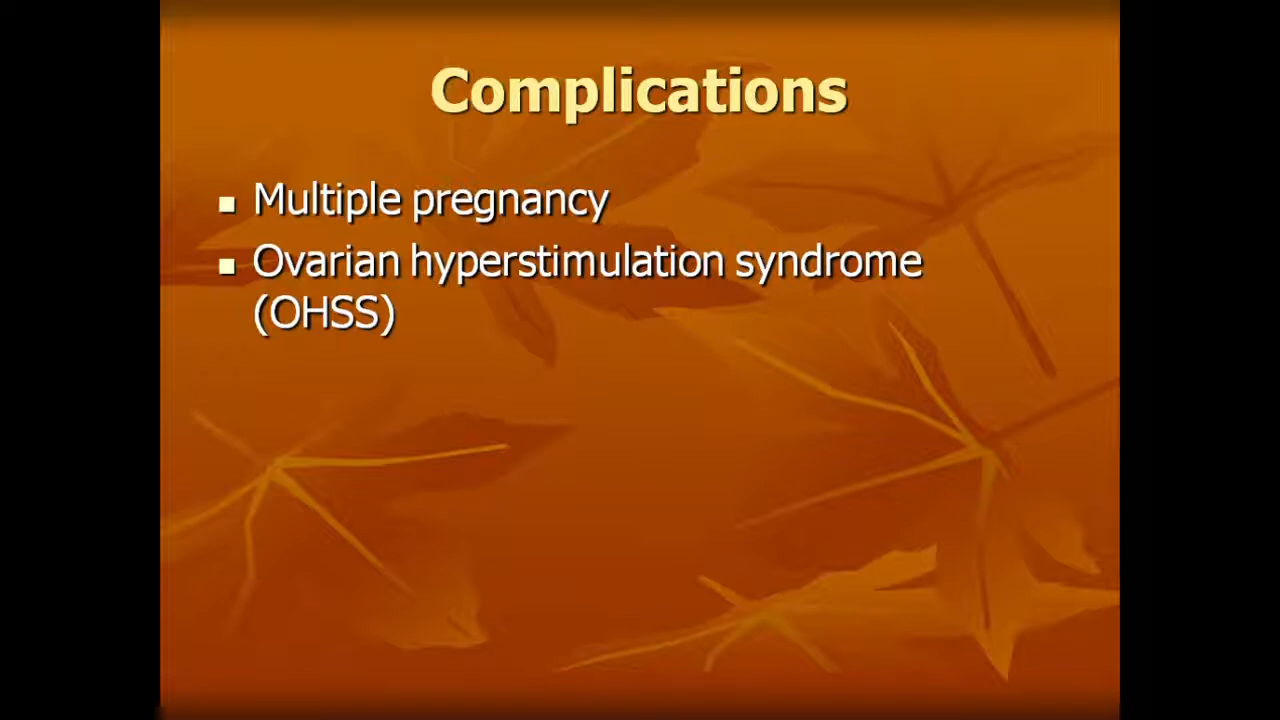 Complications
Multiple pregnancy
Ovarian hyperstimulation syndrome
(OHSS)